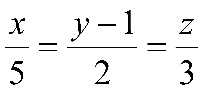 x/5 = (y−1)/2 = z/3